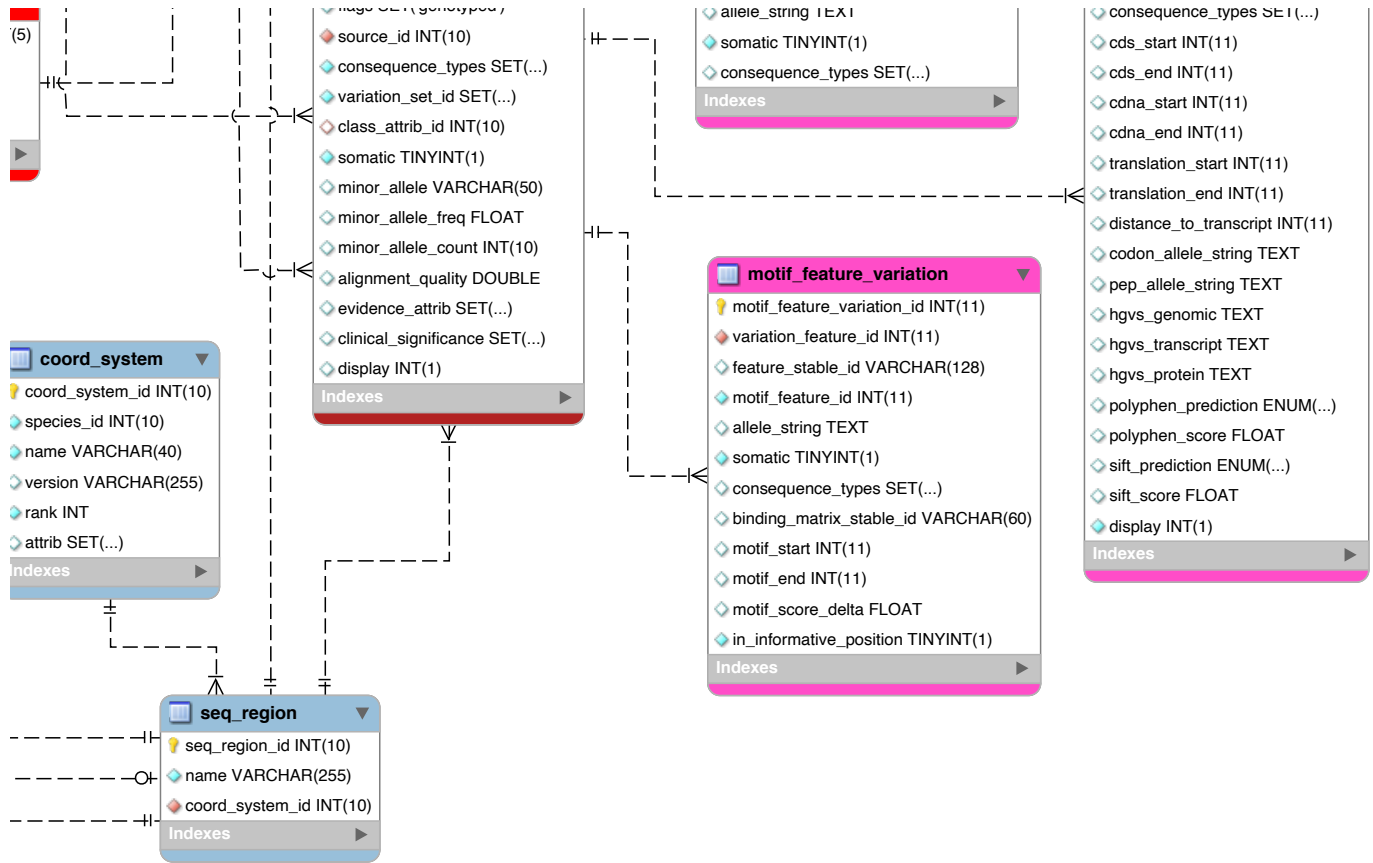 (5)
flags SET('genotyped')
source_id INT(10)
consequence_types SET(...)
variation_set_id SET(...)
class_attrib_id INT(10)
somatic TINYINT(1)
minor_allele VARCHAR(50)
minor_allele_freq FLOAT
minor_allele_count INT(10)
alignment_quality DOUBLE
evidence_attrib SET(...)
clinical_significance SET(...)
display INT(1)
Indexes
allele_string TEXT
somatic TINYINT(1)
consequence_types SET(...)
Indexes
consequence_types SET(...)
cds_start INT(11)
cds_end INT(11)
cdna_start INT(11)
cdna_end INT(11)
translation_start INT(11)
translation_end INT(11)
distance_to_transcript INT(11)
codon_allele_string TEXT
pep_allele_string TEXT
hgvs_genomic TEXT
hgvs_transcript TEXT
hgvs_protein TEXT
polyphen_prediction ENUM(...)
polyphen_score FLOAT
sift_prediction ENUM(...)
sift_score FLOAT
display INT(1)
Indexes
motif_feature_variation
motif_feature_variation_id INT(11)
variation_feature_id INT(11)
feature_stable_id VARCHAR(128)
motif_feature_id INT(11)
allele_string TEXT
somatic TINYINT(1)
consequence_types SET(...)
binding_matrix_stable_id VARCHAR(60)
motif_start INT(11)
motif_end INT(11)
motif_score_delta FLOAT
in_informative_position TINYINT(1)
Indexes
coord_system
coord_system_id INT(10)
species_id INT(10)
name VARCHAR(40)
version VARCHAR(255)
rank INT
attrib SET(...)
Indexes
seq_region
seq_region_id INT(10)
name VARCHAR(255)
coord_system_id INT(10)
Indexes